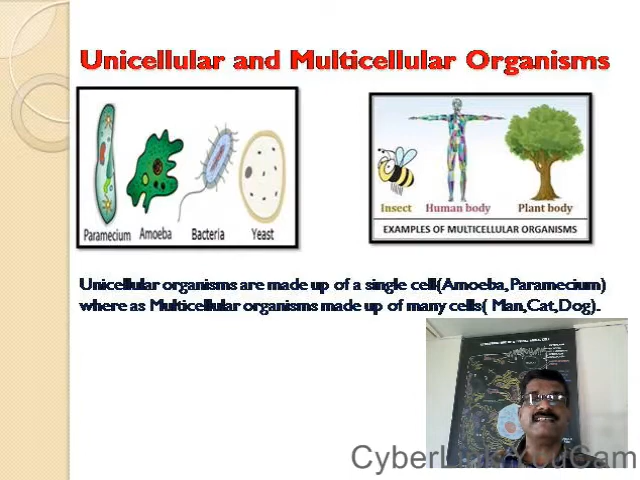 Unicellular and Multicellular Organisms
Paramecium Amoeba Bacteria Yeast
Insect Human body Plant body
EXAMPLES OF MULTICELLULAR ORGANISMS
Unicellular organisms are made up of a single cell(Amoeba,Paramecium)
where as Multicellular organisms made up of many cells( Man,Cat,Dog).
CyberLink YouCam